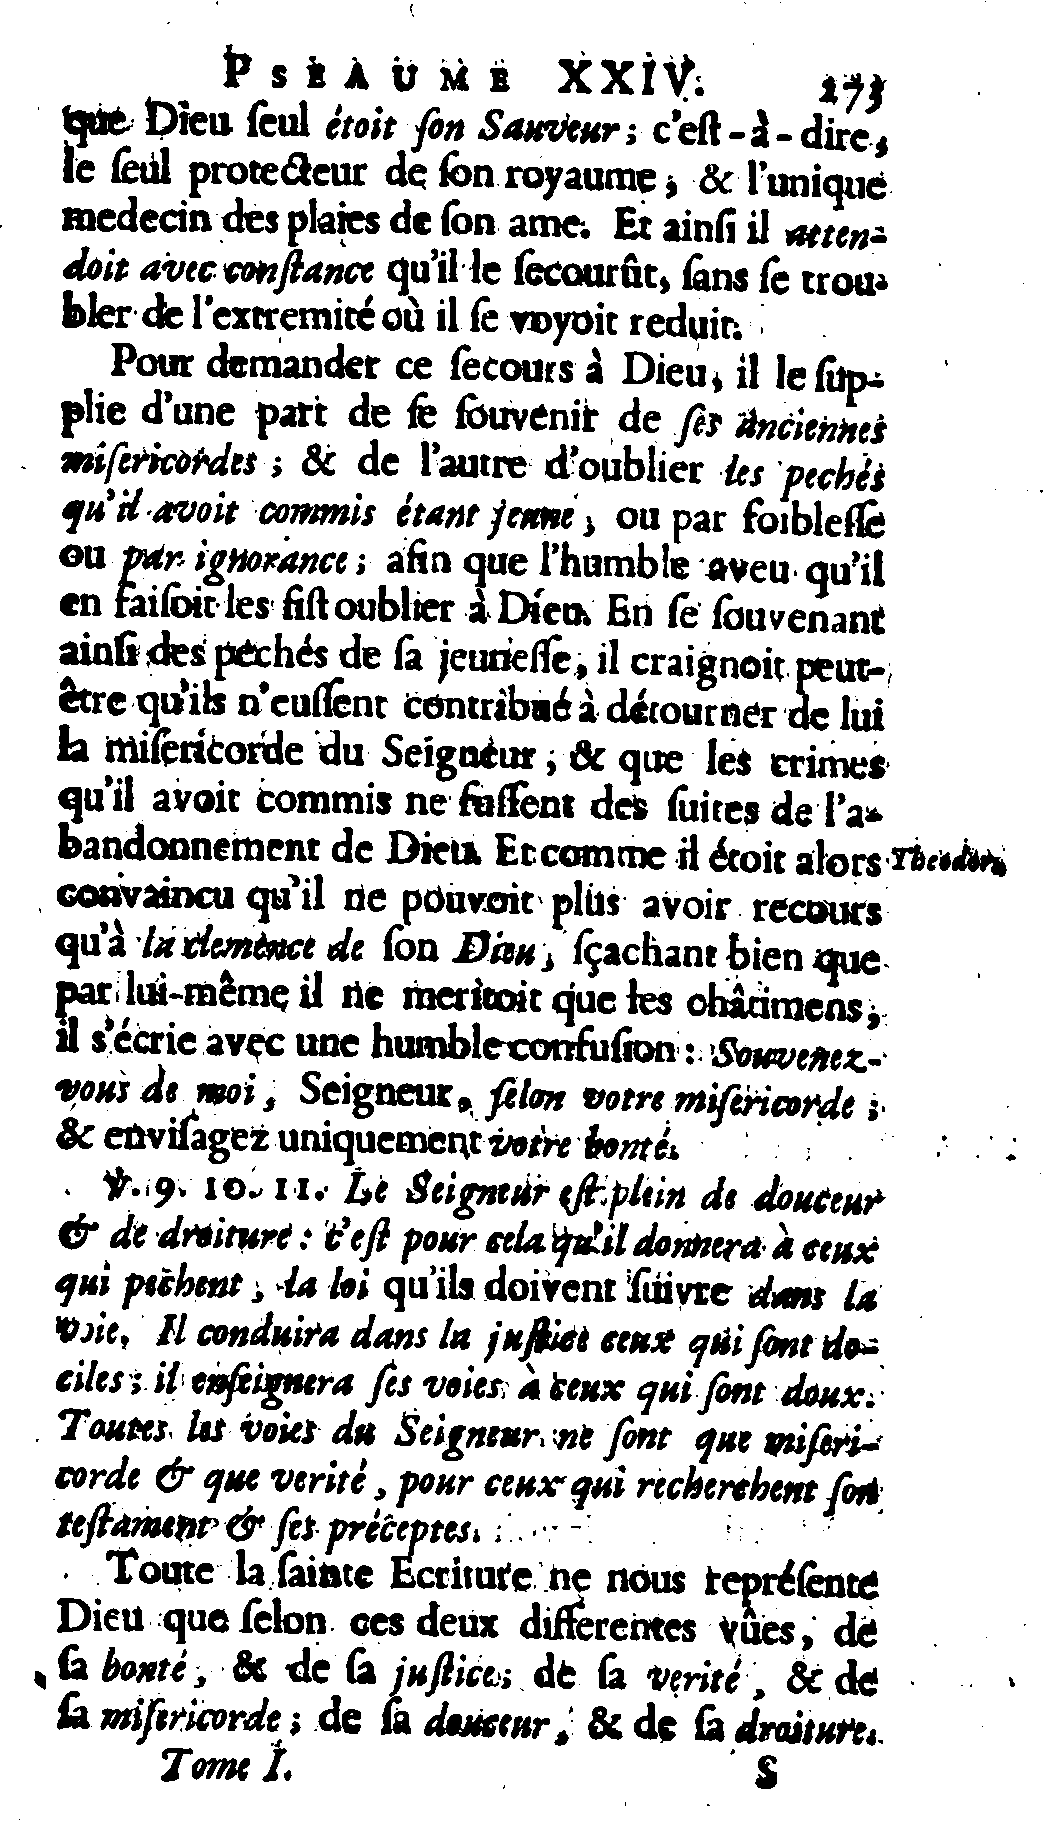 PSEAUME XXIV. 273
que Dieu ſeul étoit ſon Sauveur; c'eſt-à-dire,
le ſeul protecteur de ſon royaume, & l'unique
medecin des plaies de ſon ame. Et ainſi il atten-
doit avec conſtance qu'il le ſecourût, ſans ſe trou-
bler de l'extremité où il ſe voyoit reduit.
Pour demander ce ſecours à Dieu, il le ſup-
plie d'une part de ſe ſouvenir de ſes anciennes
miſericordes; & de l'autre d'oublier les pechés
qu'il avoit commis étant jeune, ou par foibleſſe
ou par ignorance; afin que l'humble aveu qu'il
en faiſoit les fiſt oublier à Dieu. En ſe ſouvenant
ainſi des pechés de ſa jeuneſſe, il craignoit peut-
être qu'ils n'euſſent contribué à détourner de lui
la miſericorde du Seigneur; & que les crimes
qu'il avoit commis ne fuſſent des ſuites de l'a-
bandonnement de Dieu. Et comme il étoit alors Theodor.
convaincu qu'il ne pouvoit plus avoir recours
qu'à la clemence de ſon Dieu, ſçachant bien que
par lui-même il ne meritoit que les châtimens,
il s'écrie avec une humble confuſion: Souvenez-
vous de moi, Seigneur, ſelon votre miſericorde;
& enviſagez uniquement votre bonté.
℣. 9. 10. 11. Le Seigneur eſt plein de douceur
& de droiture: c'eſt pour cela qu'il donnera à ceux
qui pechent, la loi qu'ils doivent ſuivre dans la
voie. Il conduira dans la juſtice ceux qui ſont do-
ciles; il enſeignera ſes voies à ceux qui ſont doux.
Toutes les voies du Seigneur ne ſont que miſeri-
corde & que verité, pour ceux qui recherchent ſon
teſtament & ſes préceptes.
Toute la ſainte Ecriture ne nous repréſente
Dieu que ſelon ces deux differentes vûes, de
ſa bonté, & de ſa juſtice; de ſa verité, & de
ſa miſericorde; de ſa douceur, & de ſa droiture.
Tome I. S